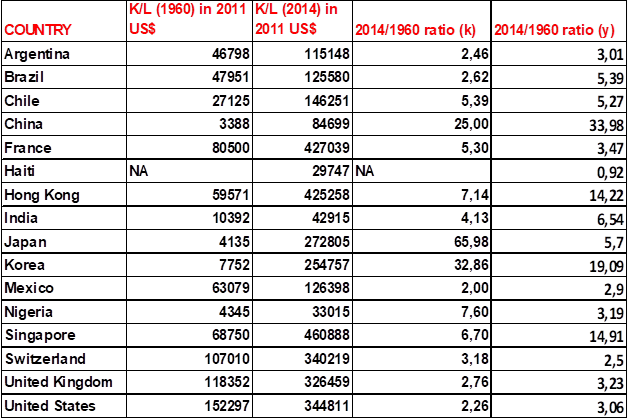 COUNTRY K/L (1960) in 2011 US$ K/L (2014) in 2011 US$ 2014/1960 ratio (k) 2014/1960 ratio (y)
Argentina 46798 115148 2,46 3,01
Brazil 47951 125580 2,62 5,39
Chile 27125 146251 5,39 5,27
China 3388 84699 25,00 33,98
France 80500 427039 5,30 3,47
Haiti NA 29747 NA 0,92
Hong Kong 59571 425258 7,14 14,22
India 10392 42915 4,13 6,54
Japan 4135 272805 65,98 5,7
Korea 7752 254757 32,86 19,09
Mexico 63079 126398 2,00 2,9
Nigeria 4345 33015 7,60 3,19
Singapore 68750 460888 6,70 14,91
Switzerland 107010 340219 3,18 2,5
United Kingdom 118352 326459 2,76 3,23
United States 152297 344811 2,26 3,06